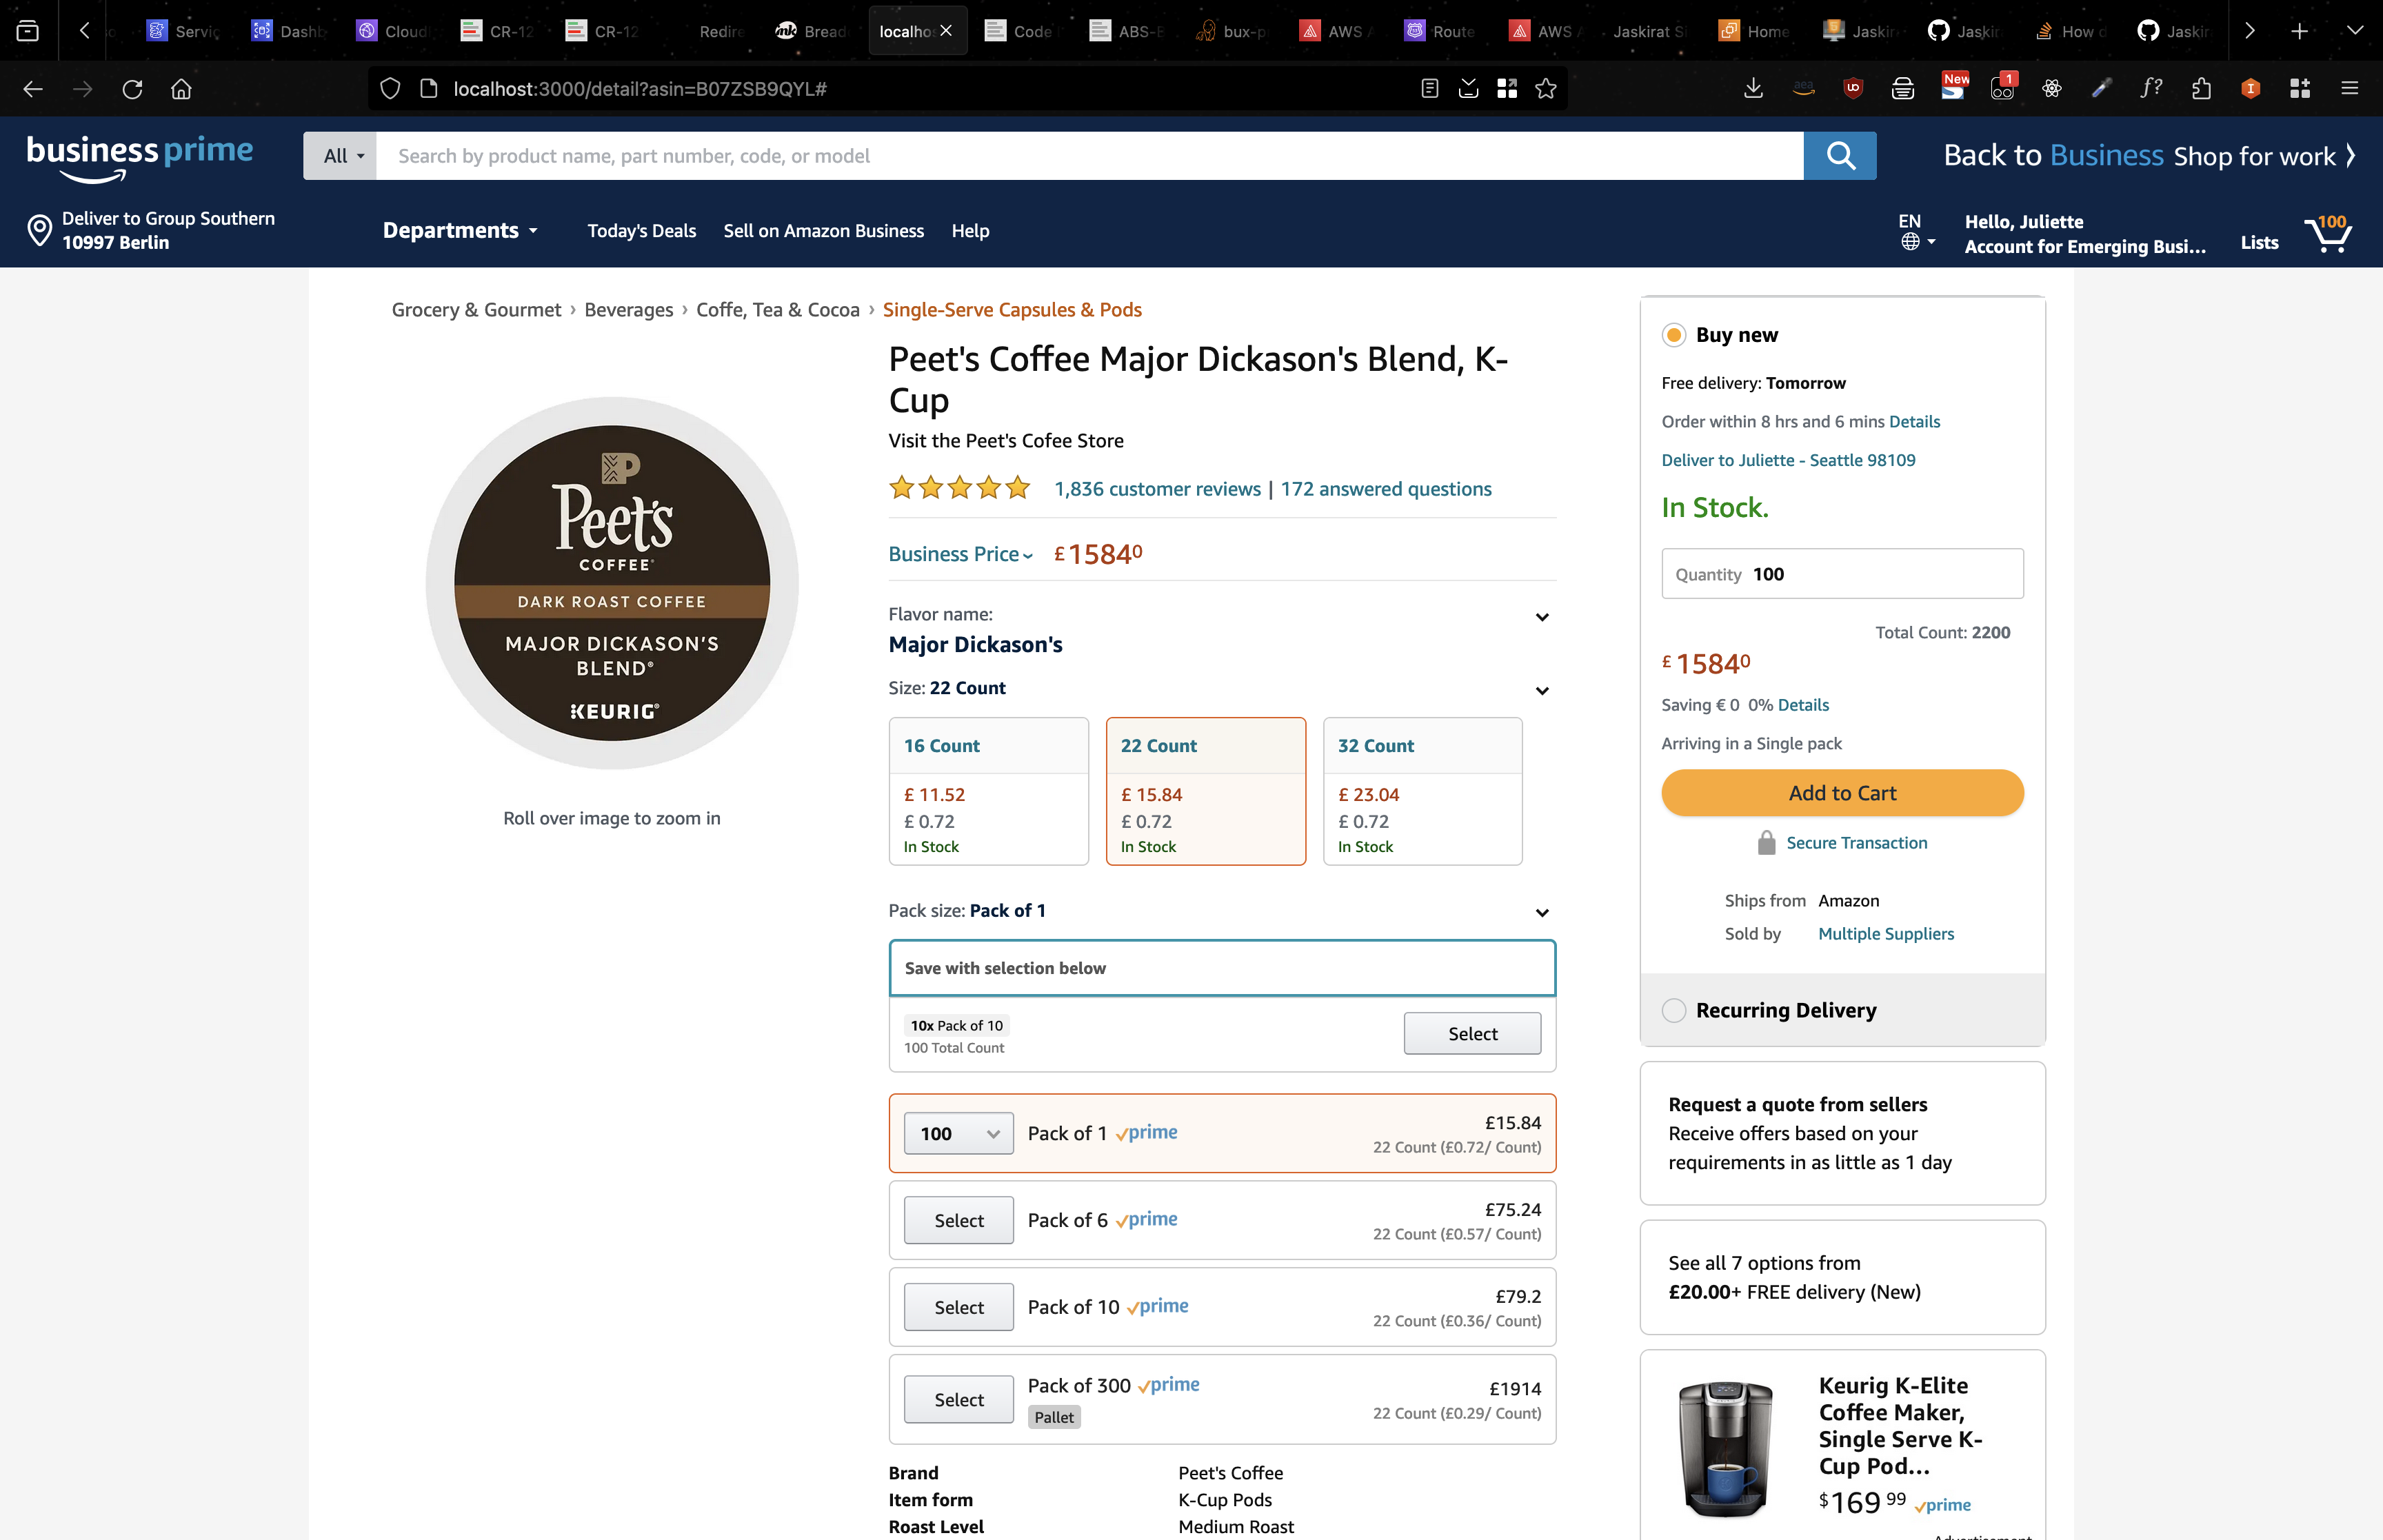 Servic
Dashb
Cloud
CR-12
CR-12
Redire
Bread
localhos
Code
ABS-B
bux-p
AWS
Route
AWS
Jaskirat S
Home
Jaskir
Jaskir
How d
Jaskir
localhost:3000/detail?asin=B07ZSB9QYL#
New
1
business prime
All
Search by product name, part number, code, or model
Back to Business Shop for work
Deliver to Group Southern
10997 Berlin
Departments
Today's Deals
Sell on Amazon Business
Help
EN
Hello, Juliette
Account for Emerging Busi...
Lists
100
Grocery & Gourmet › Beverages › Coffe, Tea & Cocoa › Single-Serve Capsules & Pods
Peet's
COFFEE®
DARK ROAST COFFEE
MAJOR DICKASON'S
BLEND®
KEURIG®
Roll over image to zoom in
Peet's Coffee Major Dickason's Blend, K-
Cup
Visit the Peet's Cofee Store
1,836 customer reviews | 172 answered questions
Business Price £ 1584 0
Flavor name:
Major Dickason's
Size: 22 Count
16 Count
£ 11.52
£ 0.72
In Stock
22 Count
£ 15.84
£ 0.72
In Stock
32 Count
£ 23.04
£ 0.72
In Stock
Pack size: Pack of 1
Save with selection below
10x Pack of 10
100 Total Count
Select
100
Pack of 1 prime
£15.84
22 Count (£0.72/ Count)
Select
Pack of 6 prime
£75.24
22 Count (£0.57/ Count)
Select
Pack of 10 prime
£79.2
22 Count (£0.36/ Count)
Select
Pack of 300 prime
Pallet
£1914
22 Count (£0.29/ Count)
Brand Peet's Coffee
Item form K-Cup Pods
Roast Level Medium Roast
Buy new
Free delivery: Tomorrow
Order within 8 hrs and 6 mins Details
Deliver to Juliette - Seattle 98109
In Stock.
Quantity 100
Total Count: 2200
£ 1584 0
Saving € 0 0% Details
Arriving in a Single pack
Add to Cart
Secure Transaction
Ships from Amazon
Sold by Multiple Suppliers
Recurring Delivery
Request a quote from sellers
Receive offers based on your
requirements in as little as 1 day
See all 7 options from
£20.00+ FREE delivery (New)
Keurig K-Elite
Coffee Maker,
Single Serve K-
Cup Pod...
$169 99 prime